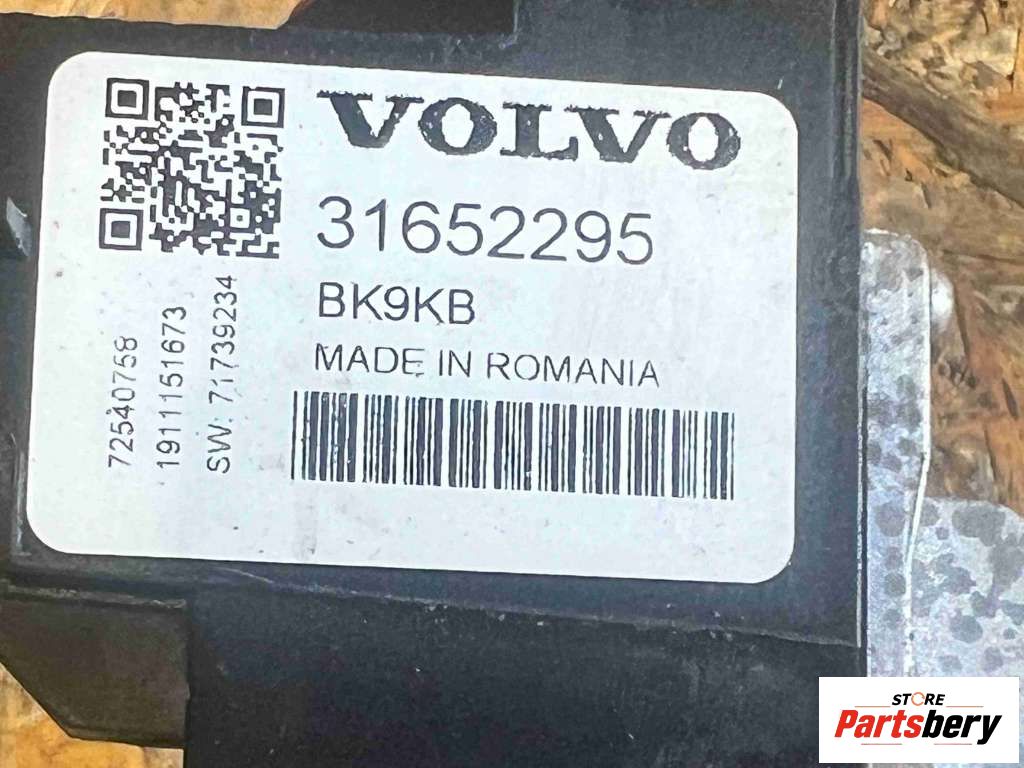 VOLVO
31652295
BK9KB
MADE IN ROMANIA
72540758
1911151673
SW: 71739234
STORE
Partsbery